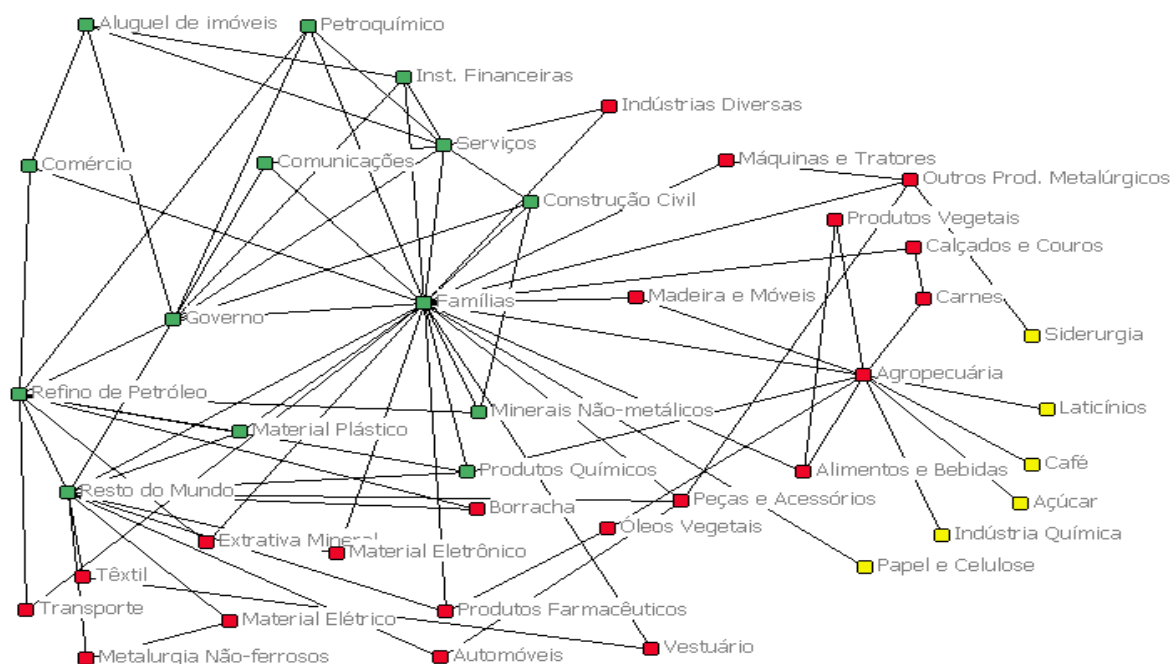 Aluguel de imóveis
Petroquímico
Inst. Financeiras
Indústrias Diversas
Serviços
Comércio
Comunicações
Máquinas e Tratores
Outros Prod. Metalúrgicos
Construção Civil
Produtos Vegetais
Calçados e Couros
Famílias
Madeira e Móveis
Carnes
Governo
Siderurgia
Agropecuária
Refino de Petróleo
Minerais Não-metálicos
Laticínios
Material Plástico
Produtos Químicos
Alimentos e Bebidas
Café
Resto do Mundo
Peças e Acessórios
Açúcar
Borracha
Óleos Vegetais
Indústria Química
Extrativa Mineral
Material Eletrônico
Papel e Celulose
Têxtil
Transporte
Produtos Farmacêuticos
Material Elétrico
Vestuário
Metalurgia Não-ferrosos
Automóveis